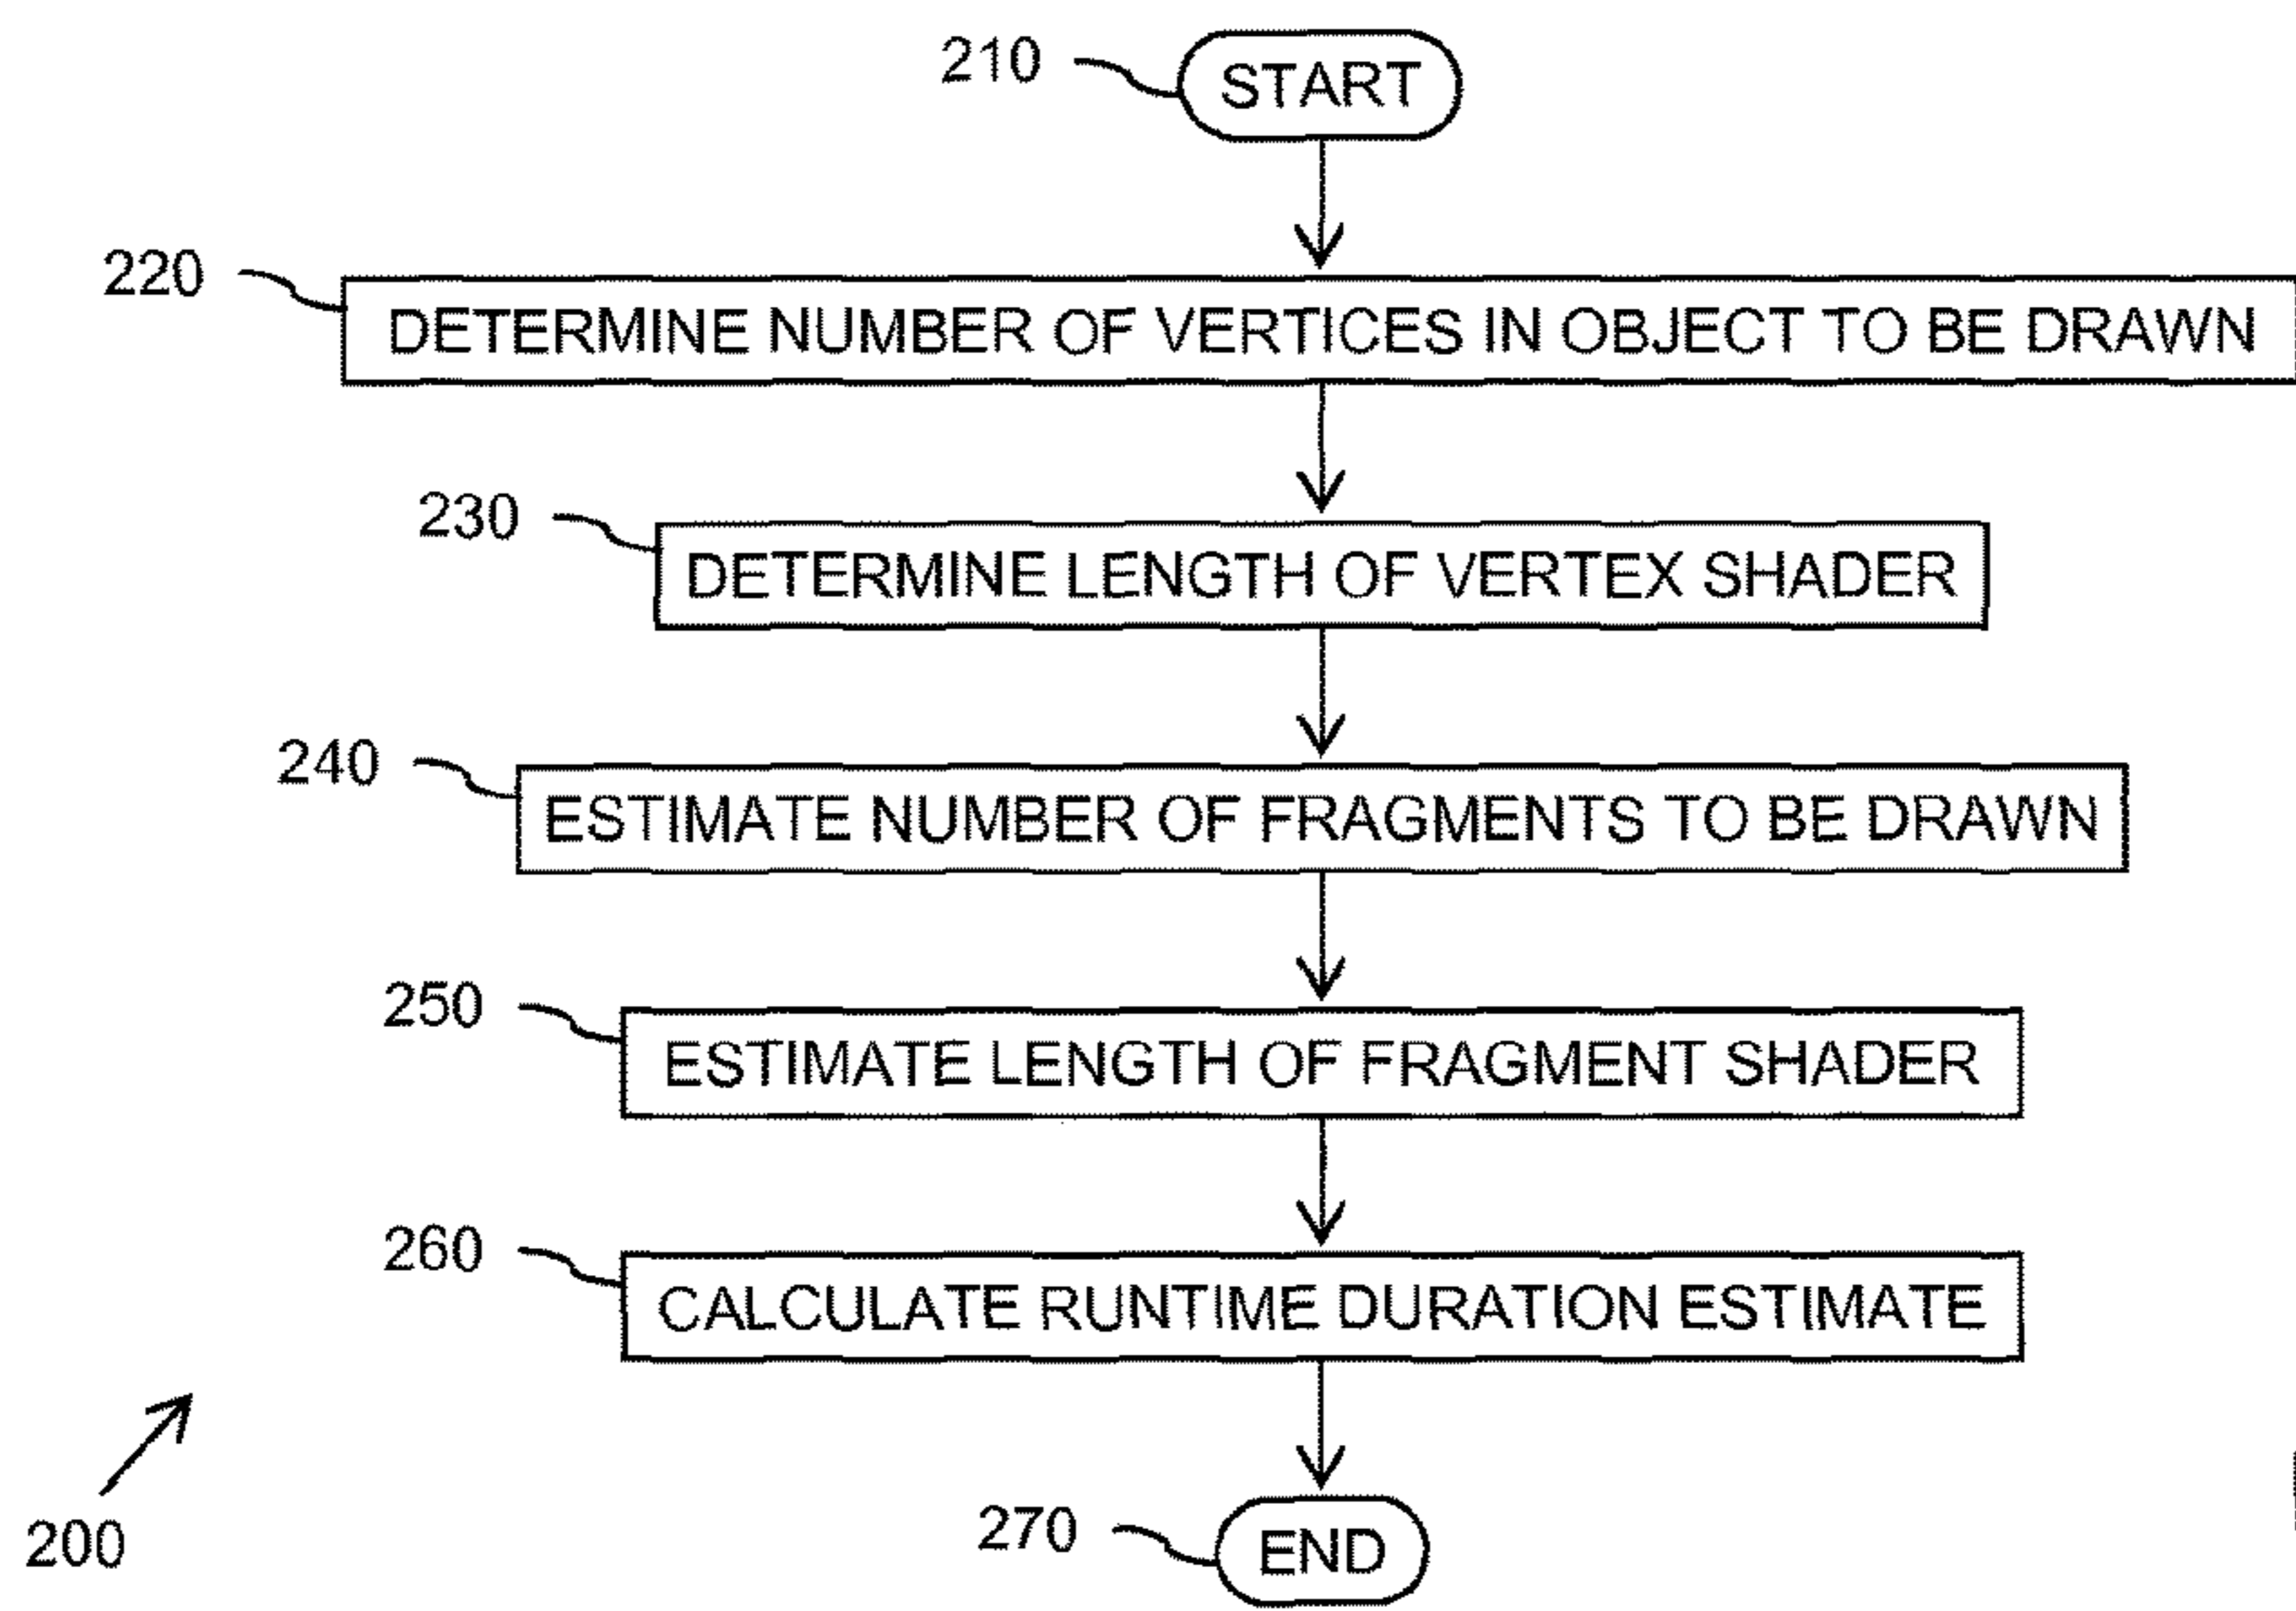 210 START
220 DETERMINE NUMBER OF VERTICES IN OBJECT TO BE DRAWN
230 DETERMINE LENGTH OF VERTEX SHADER
240 ESTIMATE NUMBER OF FRAGMENTS TO BE DRAWN
250 ESTIMATE LENGTH OF FRAGMENT SHADER
260 CALCULATE RUNTIME DURATION ESTIMATE
270 END
200